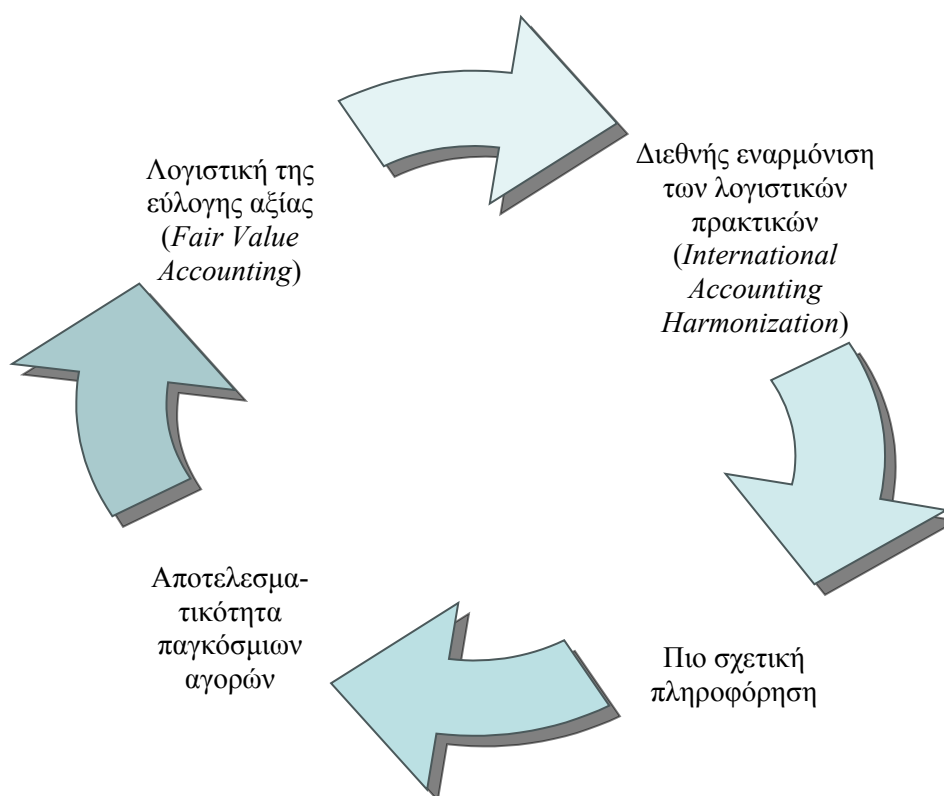 Λογιστική της
εύλογης αξίας
(Fair Value
Accounting)
Διεθνής εναρμόνιση
των λογιστικών
πρακτικών
(International
Accounting
Harmonization)
Πιο σχετική
πληροφόρηση
Αποτελεσμα-
τικότητα
παγκόσμιων
αγορών